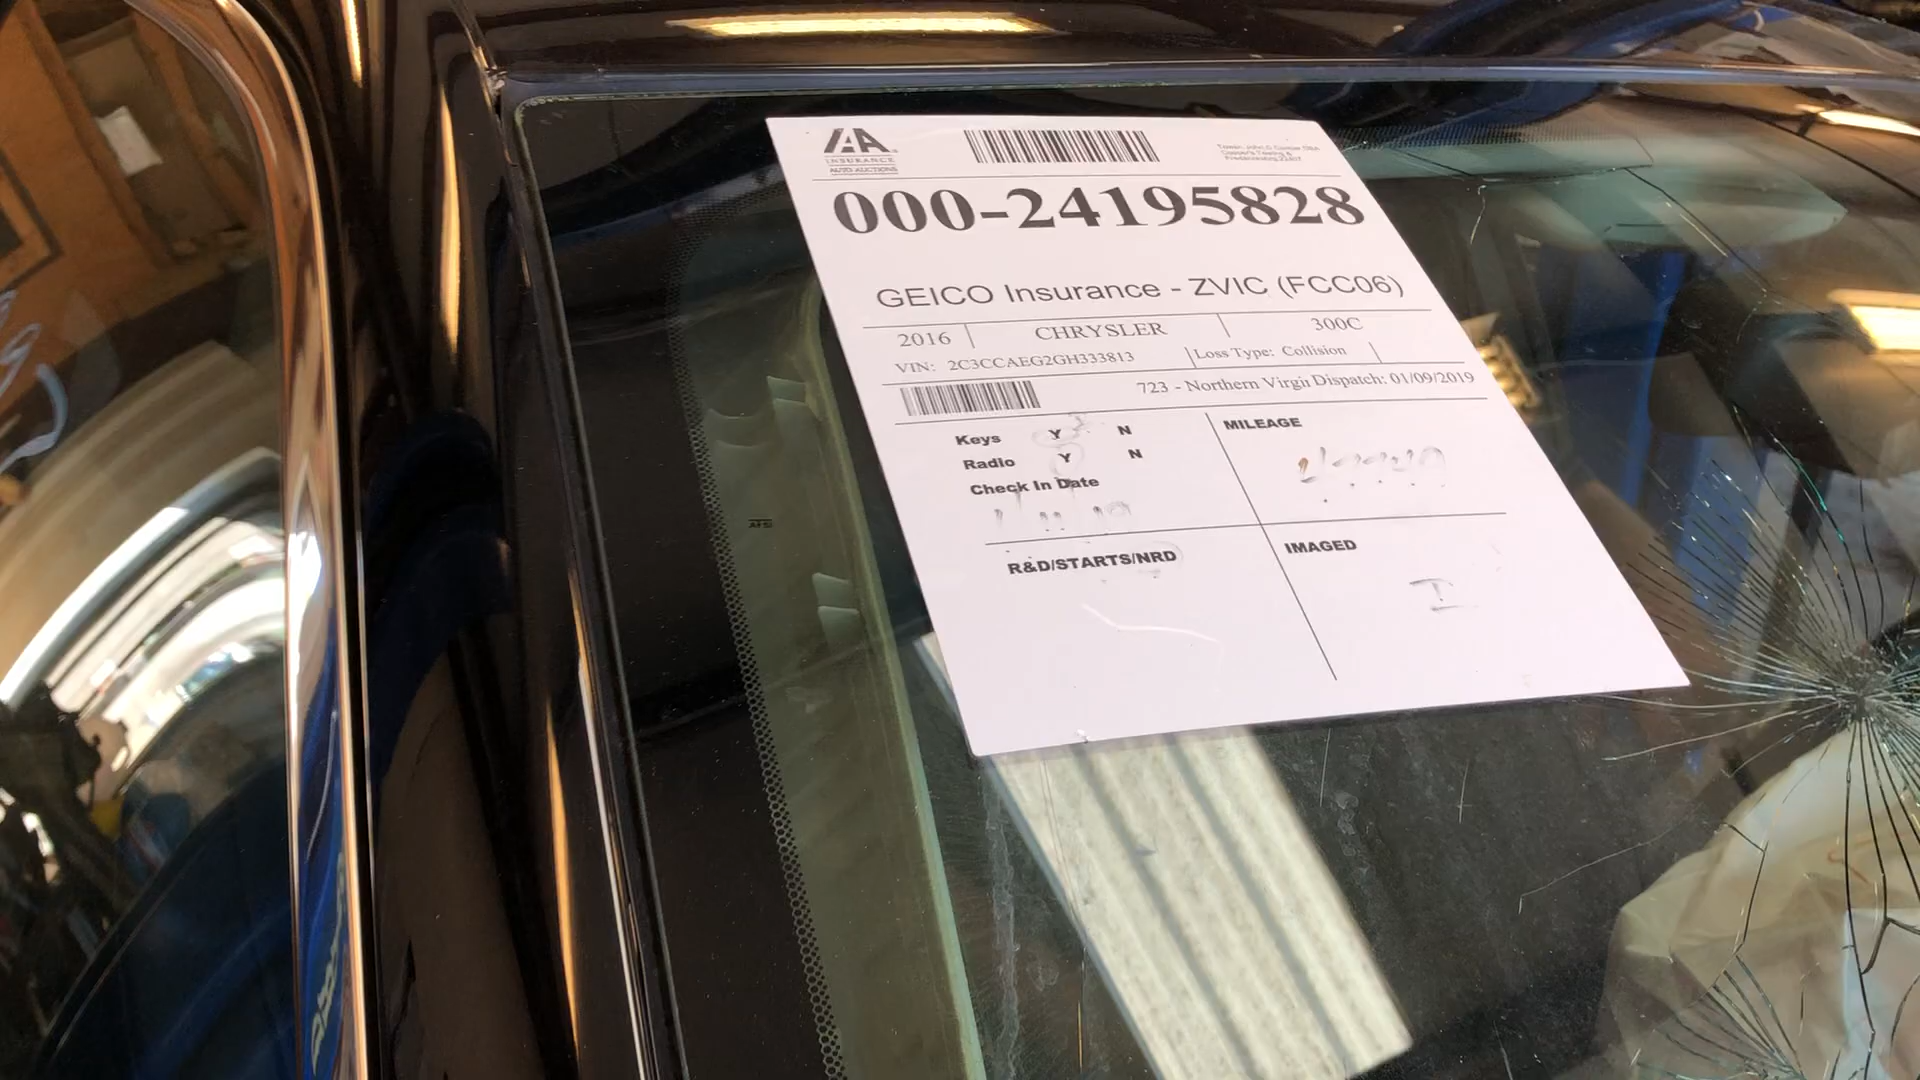 IAA
INSURANCE
AUTO AUCTIONS
000-24195828
GEICO Insurance - ZVIC (FCC06)
2016 CHRYSLER 300C
VIN: 2C3CCAEG2GH333813 Loss Type: Collision
723 - Northern Virgi Dispatch: 01/09/2019
Keys Y N
Radio Y N
Check In Date
MILEAGE
R&D/STARTS/NRD
IMAGED
I